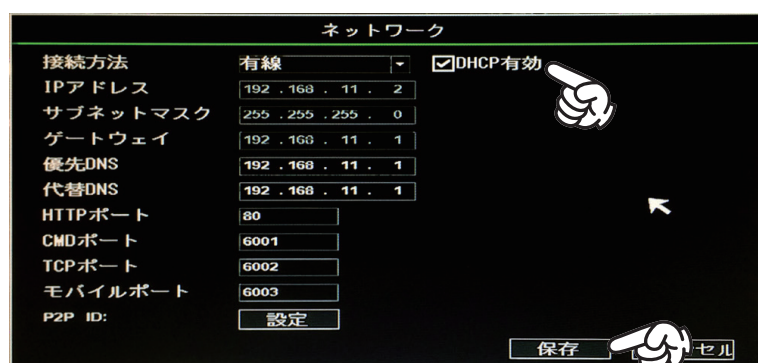 ネットワーク
接続方法 有線 DHCP有効
IPアドレス 192 . 168 . 11 . 2
サブネットマスク 255 . 255 . 255 . 0
ゲートウェイ 192 . 168 . 11 . 1
優先DNS 192 . 168 . 11 . 1
代替DNS 192 . 168 . 11 . 1
HTTPポート 80
CMDポート 6001
TCPポート 6002
モバイルポート 6003
P2P ID: 設定
保存 セル